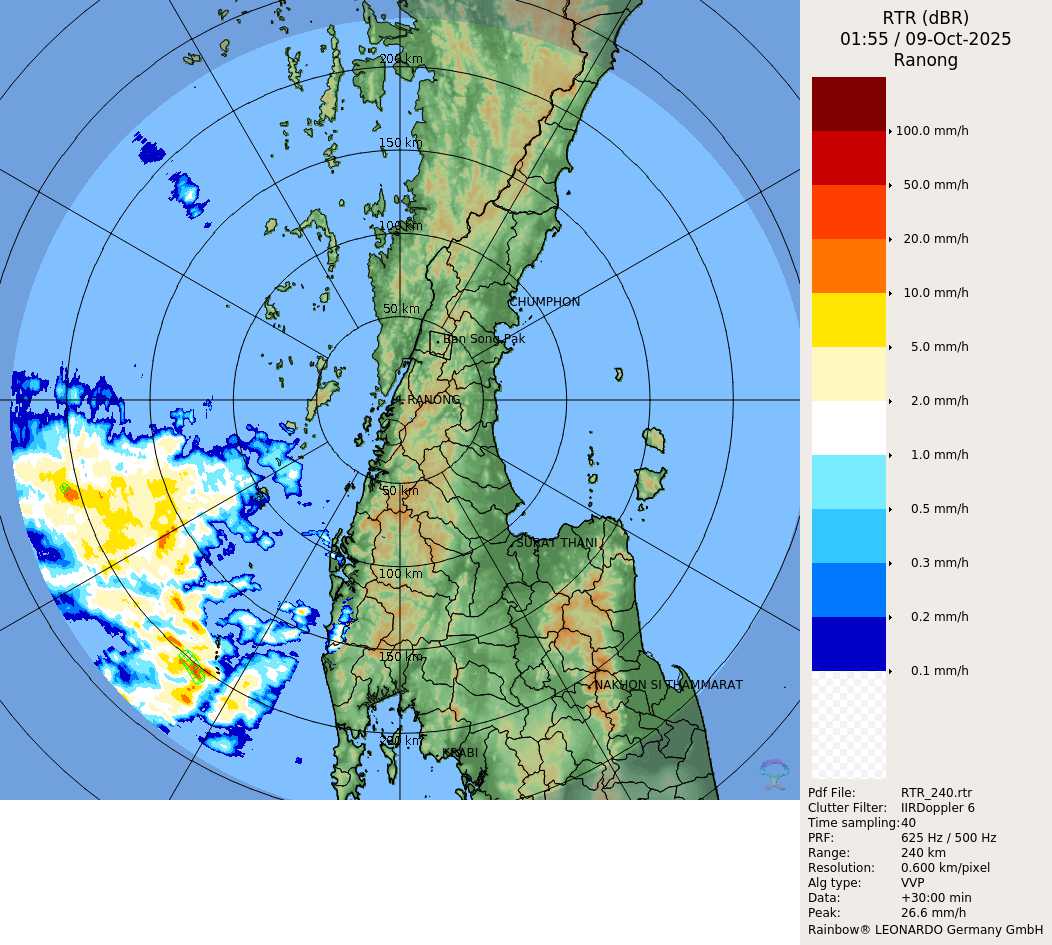 RTR (dBR)
01:55 / 09-Oct-2025
Ranong
100.0 mm/h
50.0 mm/h
20.0 mm/h
10.0 mm/h
5.0 mm/h
2.0 mm/h
1.0 mm/h
0.5 mm/h
0.3 mm/h
0.2 mm/h
0.1 mm/h
Pdf File: RTR_240.rtr
Clutter Filter: IIRDoppler 6
Time sampling: 40
PRF: 625 Hz / 500 Hz
Range: 240 km
Resolution: 0.600 km/pixel
Alg type: VVP
Data: +30:00 min
Peak: 26.6 mm/h
Rainbow® LEONARDO Germany GmbH
200 km
150 km
100 km
CHUMPHON
50 km
Ban Song Pak
RANONG
50 km
SURAT THANI
100 km
150 km
NAKHON SI THAMMARAT
200 km
KRABI